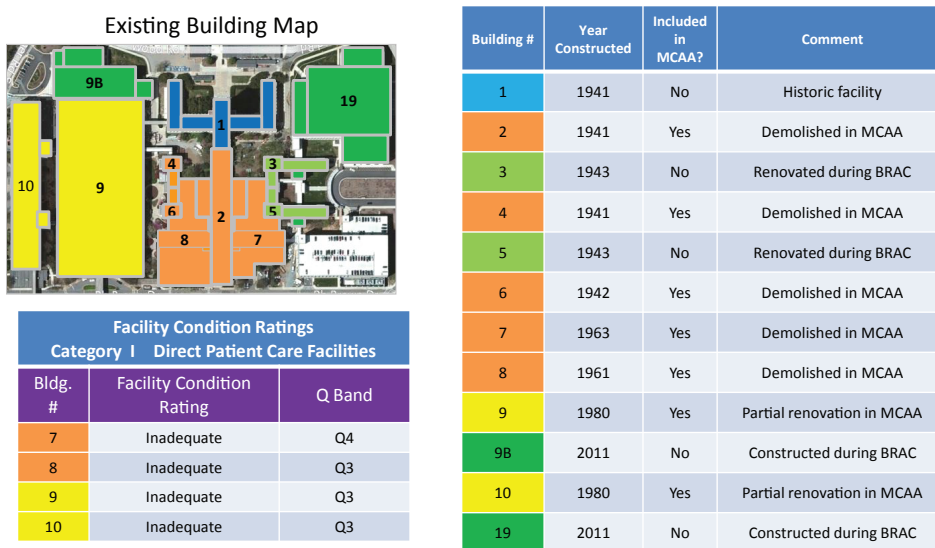 Existing Building Map
9B
19
1
4
3
10
9
2
6
5
8
7
Facility Condition Ratings
Category I Direct Patient Care Facilities
Bldg. # Facility Condition Rating Q Band
7 Inadequate Q4
8 Inadequate Q3
9 Inadequate Q3
10 Inadequate Q3
Building # Year Constructed Included in MCAA? Comment
1 1941 No Historic facility
2 1941 Yes Demolished in MCAA
3 1943 No Renovated during BRAC
4 1941 Yes Demolished in MCAA
5 1943 No Renovated during BRAC
6 1942 Yes Demolished in MCAA
7 1963 Yes Demolished in MCAA
8 1961 Yes Demolished in MCAA
9 1980 Yes Partial renovation in MCAA
9B 2011 No Constructed during BRAC
10 1980 Yes Partial renovation in MCAA
19 2011 No Constructed during BRAC